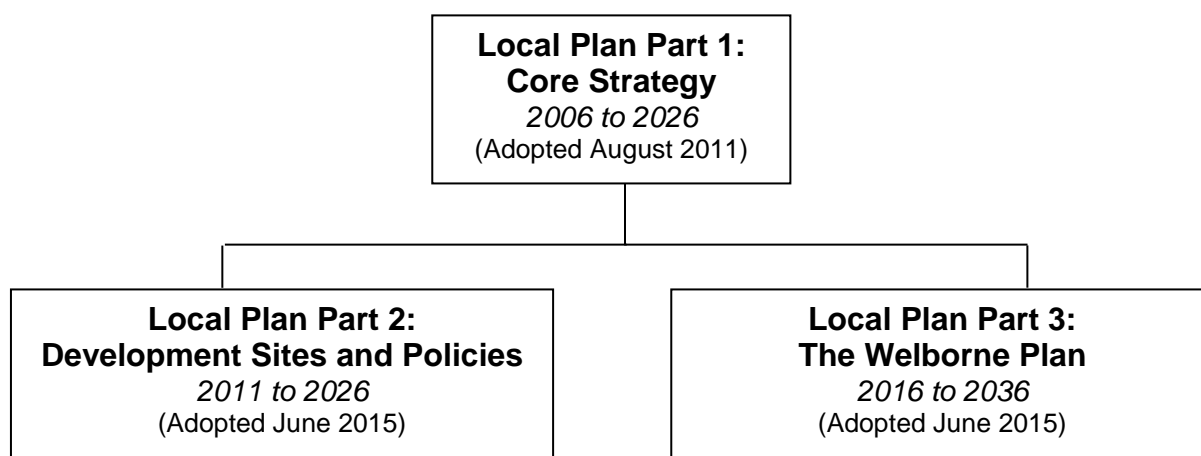 Local Plan Part 1:
Core Strategy
2006 to 2026
(Adopted August 2011)
Local Plan Part 2:
Development Sites and Policies
2011 to 2026
(Adopted June 2015)
Local Plan Part 3:
The Welborne Plan
2016 to 2036
(Adopted June 2015)